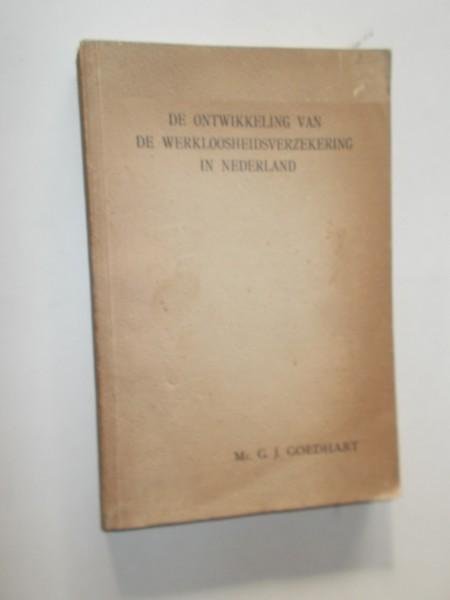 DE ONTWIKKELING VAN
DE WERKLOOSHEIDSVERZEKERING
IN NEDERLAND
Mr. G. J. GOEDHART